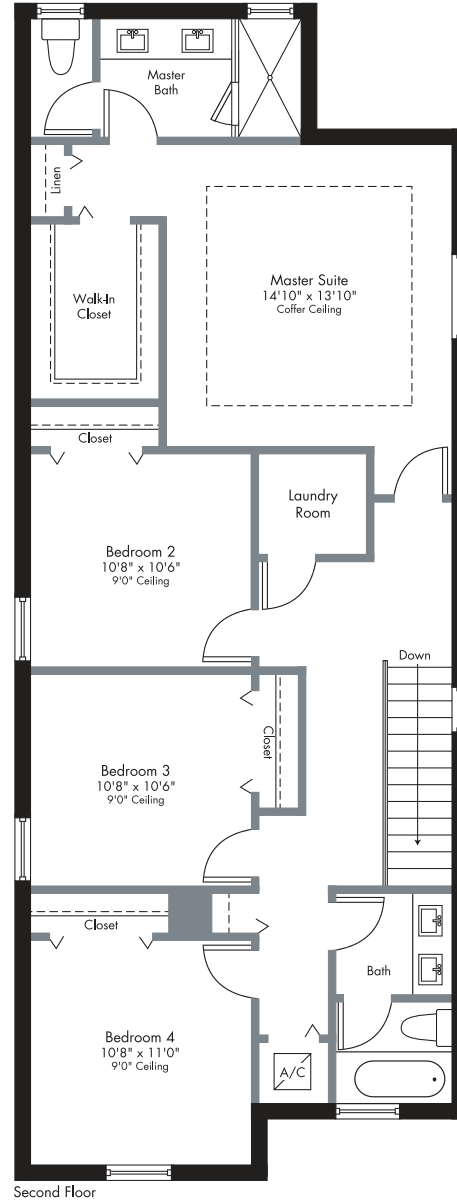 Master
Bath
Linen
Walk-In
Closet
Master Suite
14'10" x 13'10"
Coffer Ceiling
Closet
Laundry
Room
Bedroom 2
10'8" x 10'6"
9'0" Ceiling
Down
Closet
Bedroom 3
10'8" x 10'6"
9'0" Ceiling
Closet
Bath
Bedroom 4
10'8" x 11'0"
9'0" Ceiling
A/C
Second Floor